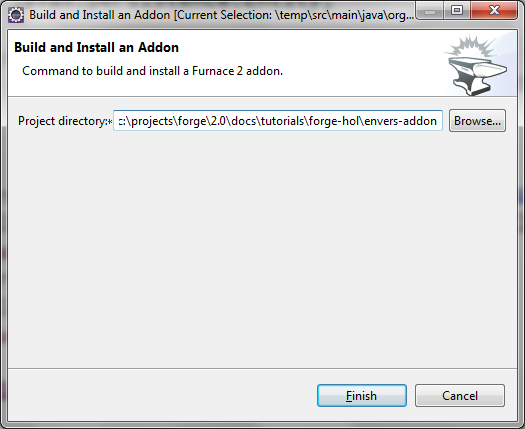 Build and Install an Addon [Current Selection: \temp\src\main\java\org...
Build and Install an Addon
Command to build and install a Furnace 2 addon.
Project directory:* c:\projects\forge\2.0\docs\tutorials\forge-hol\envers-addon Browse...
Finish Cancel